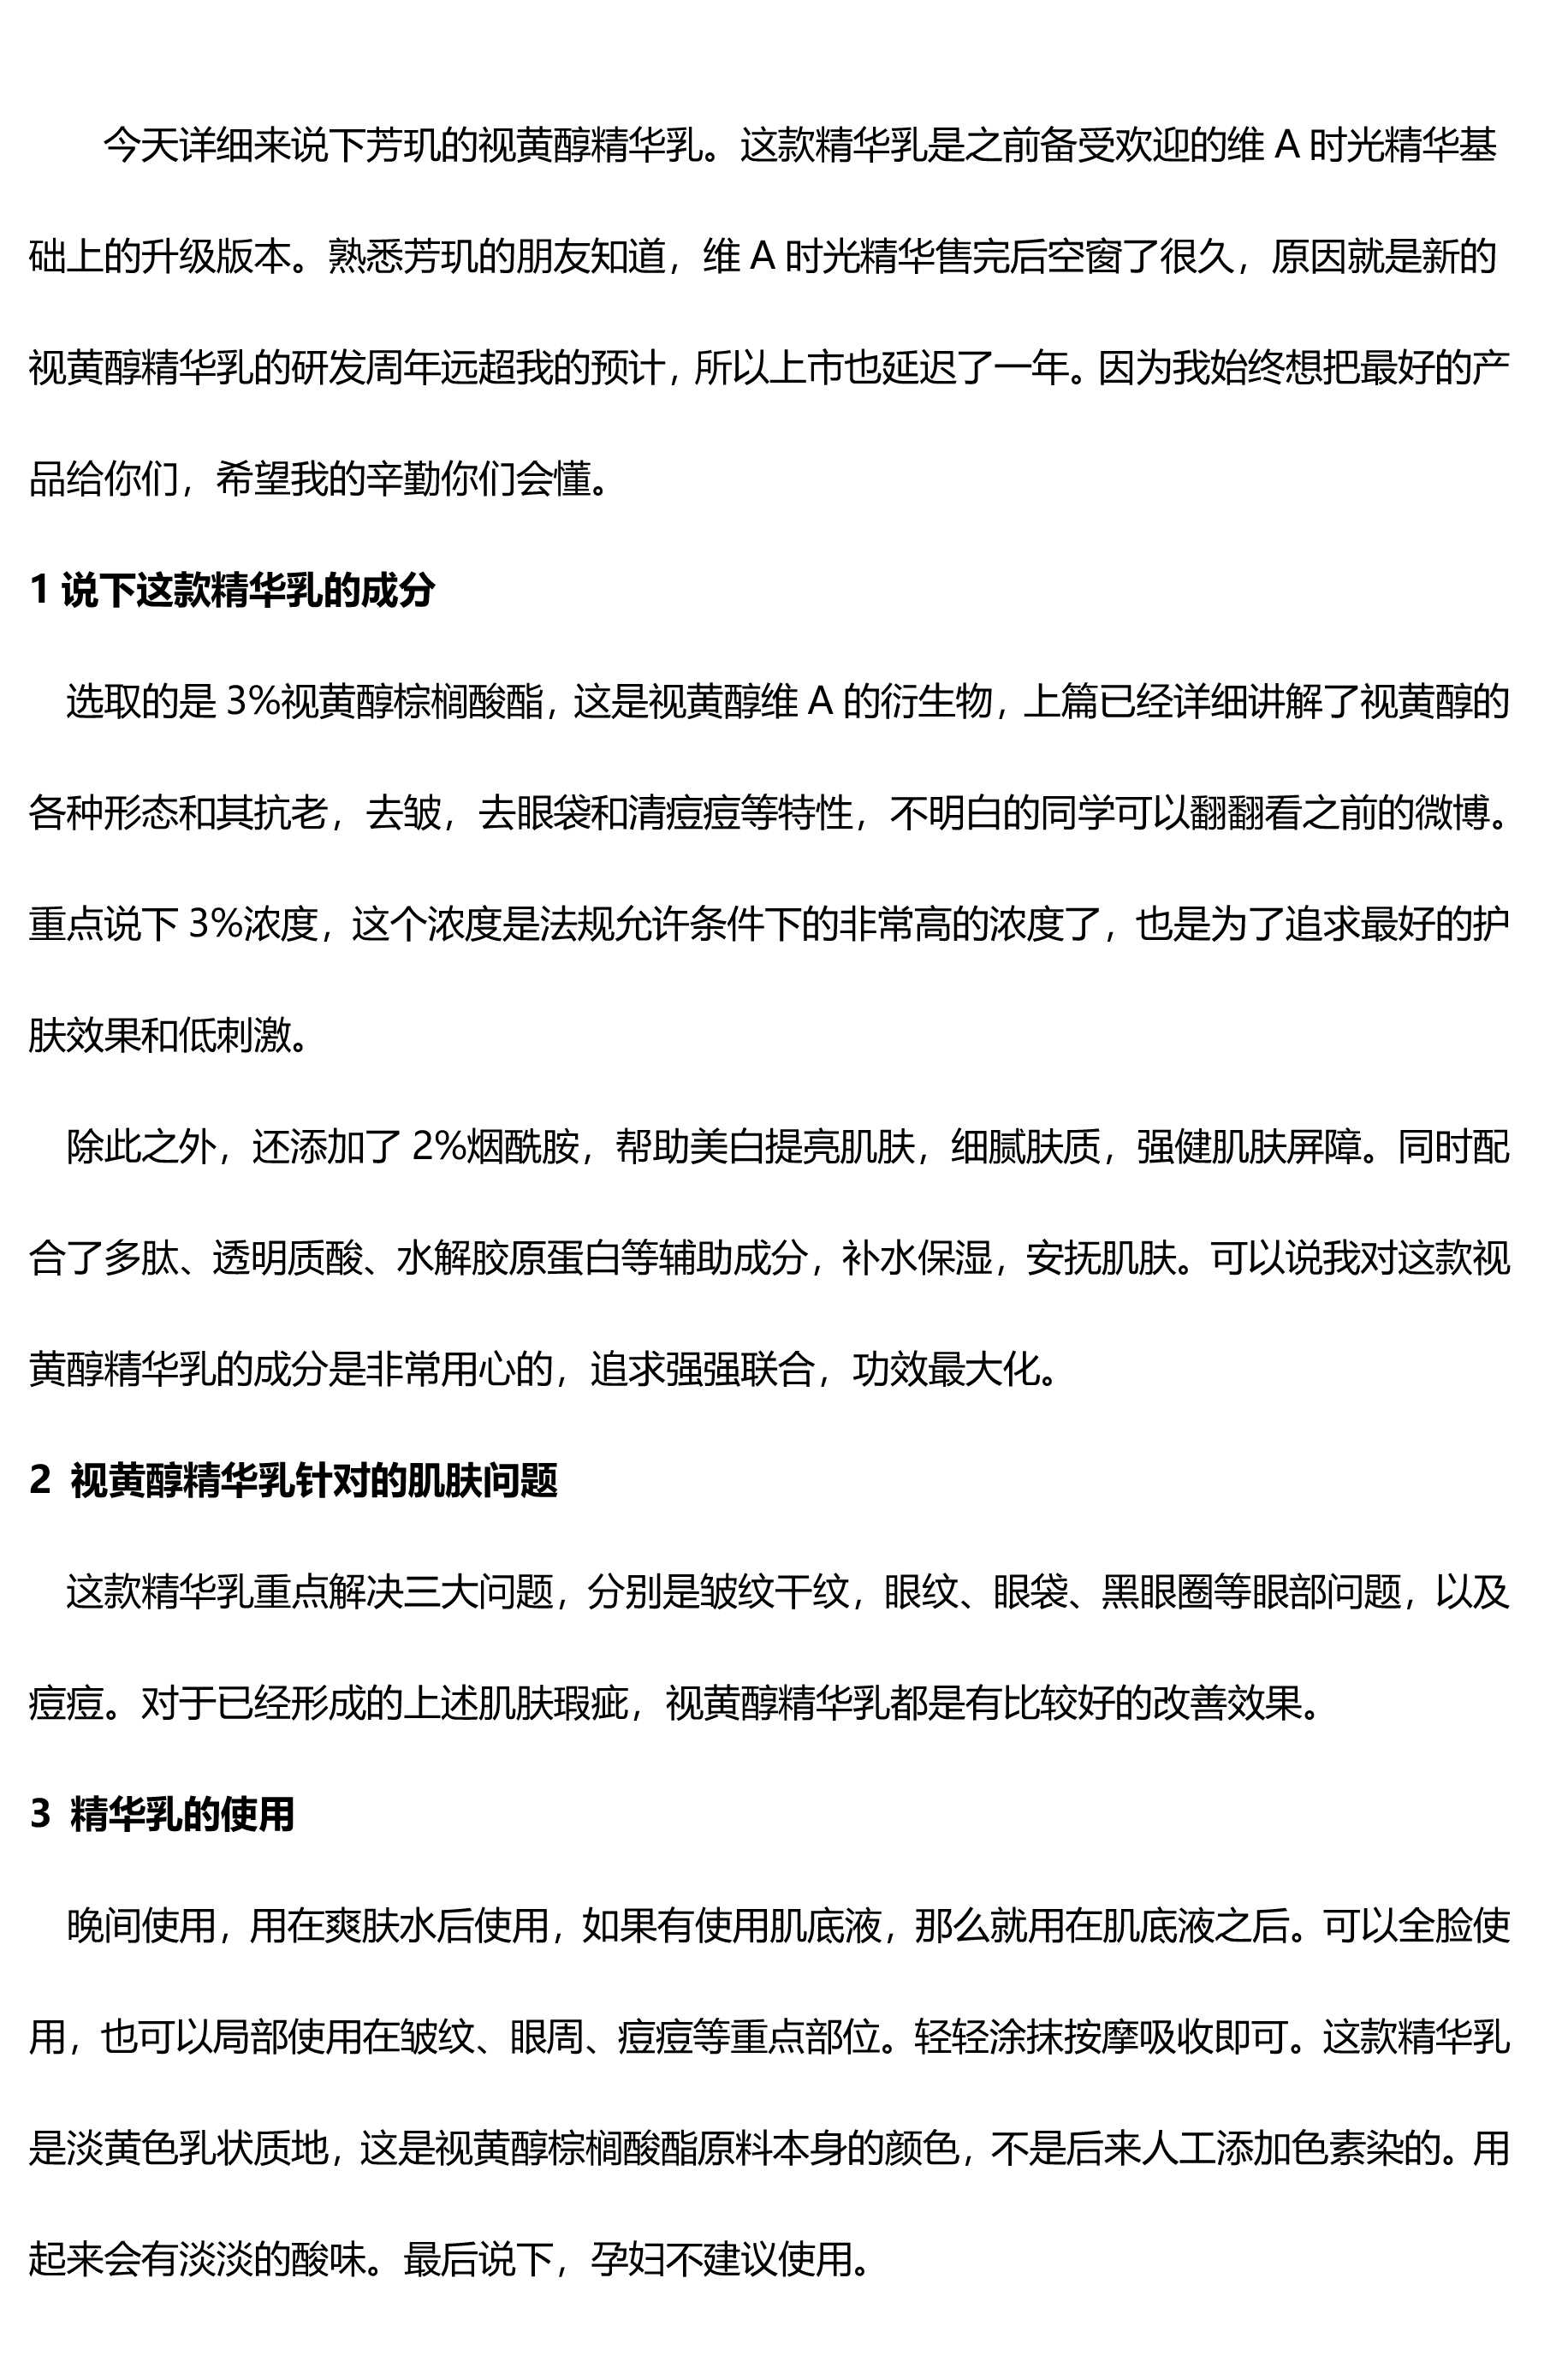 今天详细来说下芳玑的视黄醇精华乳。这款精华乳是之前备受欢迎的维 A 时光精华基
础上的升级版本。熟悉芳玑的朋友知道，维 A 时光精华售完后空窗了很久，原因就是新的
视黄醇精华乳的研发周年远超我的预计，所以上市也延迟了一年。因为我始终想把最好的产
品给你们，希望我的辛勤你们会懂。
1 说下这款精华乳的成分
选取的是 3%视黄醇棕榈酸酯，这是视黄醇维 A 的衍生物，上篇已经详细讲解了视黄醇的
各种形态和其抗老，去皱，去眼袋和清痘痘等特性，不明白的同学可以翻翻看之前的微博。
重点说下 3%浓度，这个浓度是法规允许条件下的非常高的浓度了，也是为了追求最好的护
肤效果和低刺激。
除此之外，还添加了 2%烟酰胺，帮助美白提亮肌肤，细腻肤质，强健肌肤屏障。同时配
合了多肽、透明质酸、水解胶原蛋白等辅助成分，补水保湿，安抚肌肤。可以说我对这款视
黄醇精华乳的成分是非常用心的，追求强强联合，功效最大化。
2 视黄醇精华乳针对的肌肤问题
这款精华乳重点解决三大问题，分别是皱纹干纹，眼纹、眼袋、黑眼圈等眼部问题，以及
痘痘。对于已经形成的上述肌肤瑕疵，视黄醇精华乳都是有比较好的改善效果。
3 精华乳的使用
晚间使用，用在爽肤水后使用，如果有使用肌底液，那么就用在肌底液之后。可以全脸使
用，也可以局部使用在皱纹、眼周、痘痘等重点部位。轻轻涂抹按摩吸收即可。这款精华乳
是淡黄色乳状质地，这是视黄醇棕榈酸酯原料本身的颜色，不是后来人工添加色素染的。用
起来会有淡淡的酸味。最后说下，孕妇不建议使用。